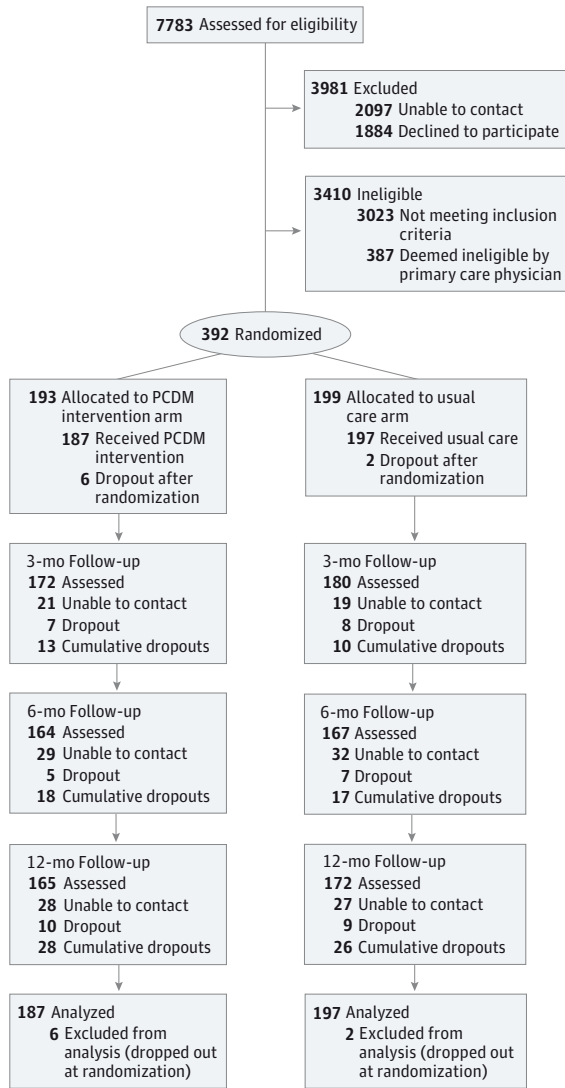 7783 Assessed for eligibility
3981 Excluded
2097 Unable to contact
1884 Declined to participate
3410 Ineligible
3023 Not meeting inclusion
criteria
387 Deemed ineligible by
primary care physician
392 Randomized
193 Allocated to PCDM
intervention arm
187 Received PCDM
intervention
6 Dropout after
randomization
199 Allocated to usual
care arm
197 Received usual care
2 Dropout after
randomization
3-mo Follow-up
172 Assessed
21 Unable to contact
7 Dropout
13 Cumulative dropouts
3-mo Follow-up
180 Assessed
19 Unable to contact
8 Dropout
10 Cumulative dropouts
6-mo Follow-up
164 Assessed
29 Unable to contact
5 Dropout
18 Cumulative dropouts
6-mo Follow-up
167 Assessed
32 Unable to contact
7 Dropout
17 Cumulative dropouts
12-mo Follow-up
165 Assessed
28 Unable to contact
10 Dropout
28 Cumulative dropouts
12-mo Follow-up
172 Assessed
27 Unable to contact
9 Dropout
26 Cumulative dropouts
187 Analyzed
6 Excluded from
analysis (dropped out
at randomization)
197 Analyzed
2 Excluded from
analysis (dropped out
at randomization)